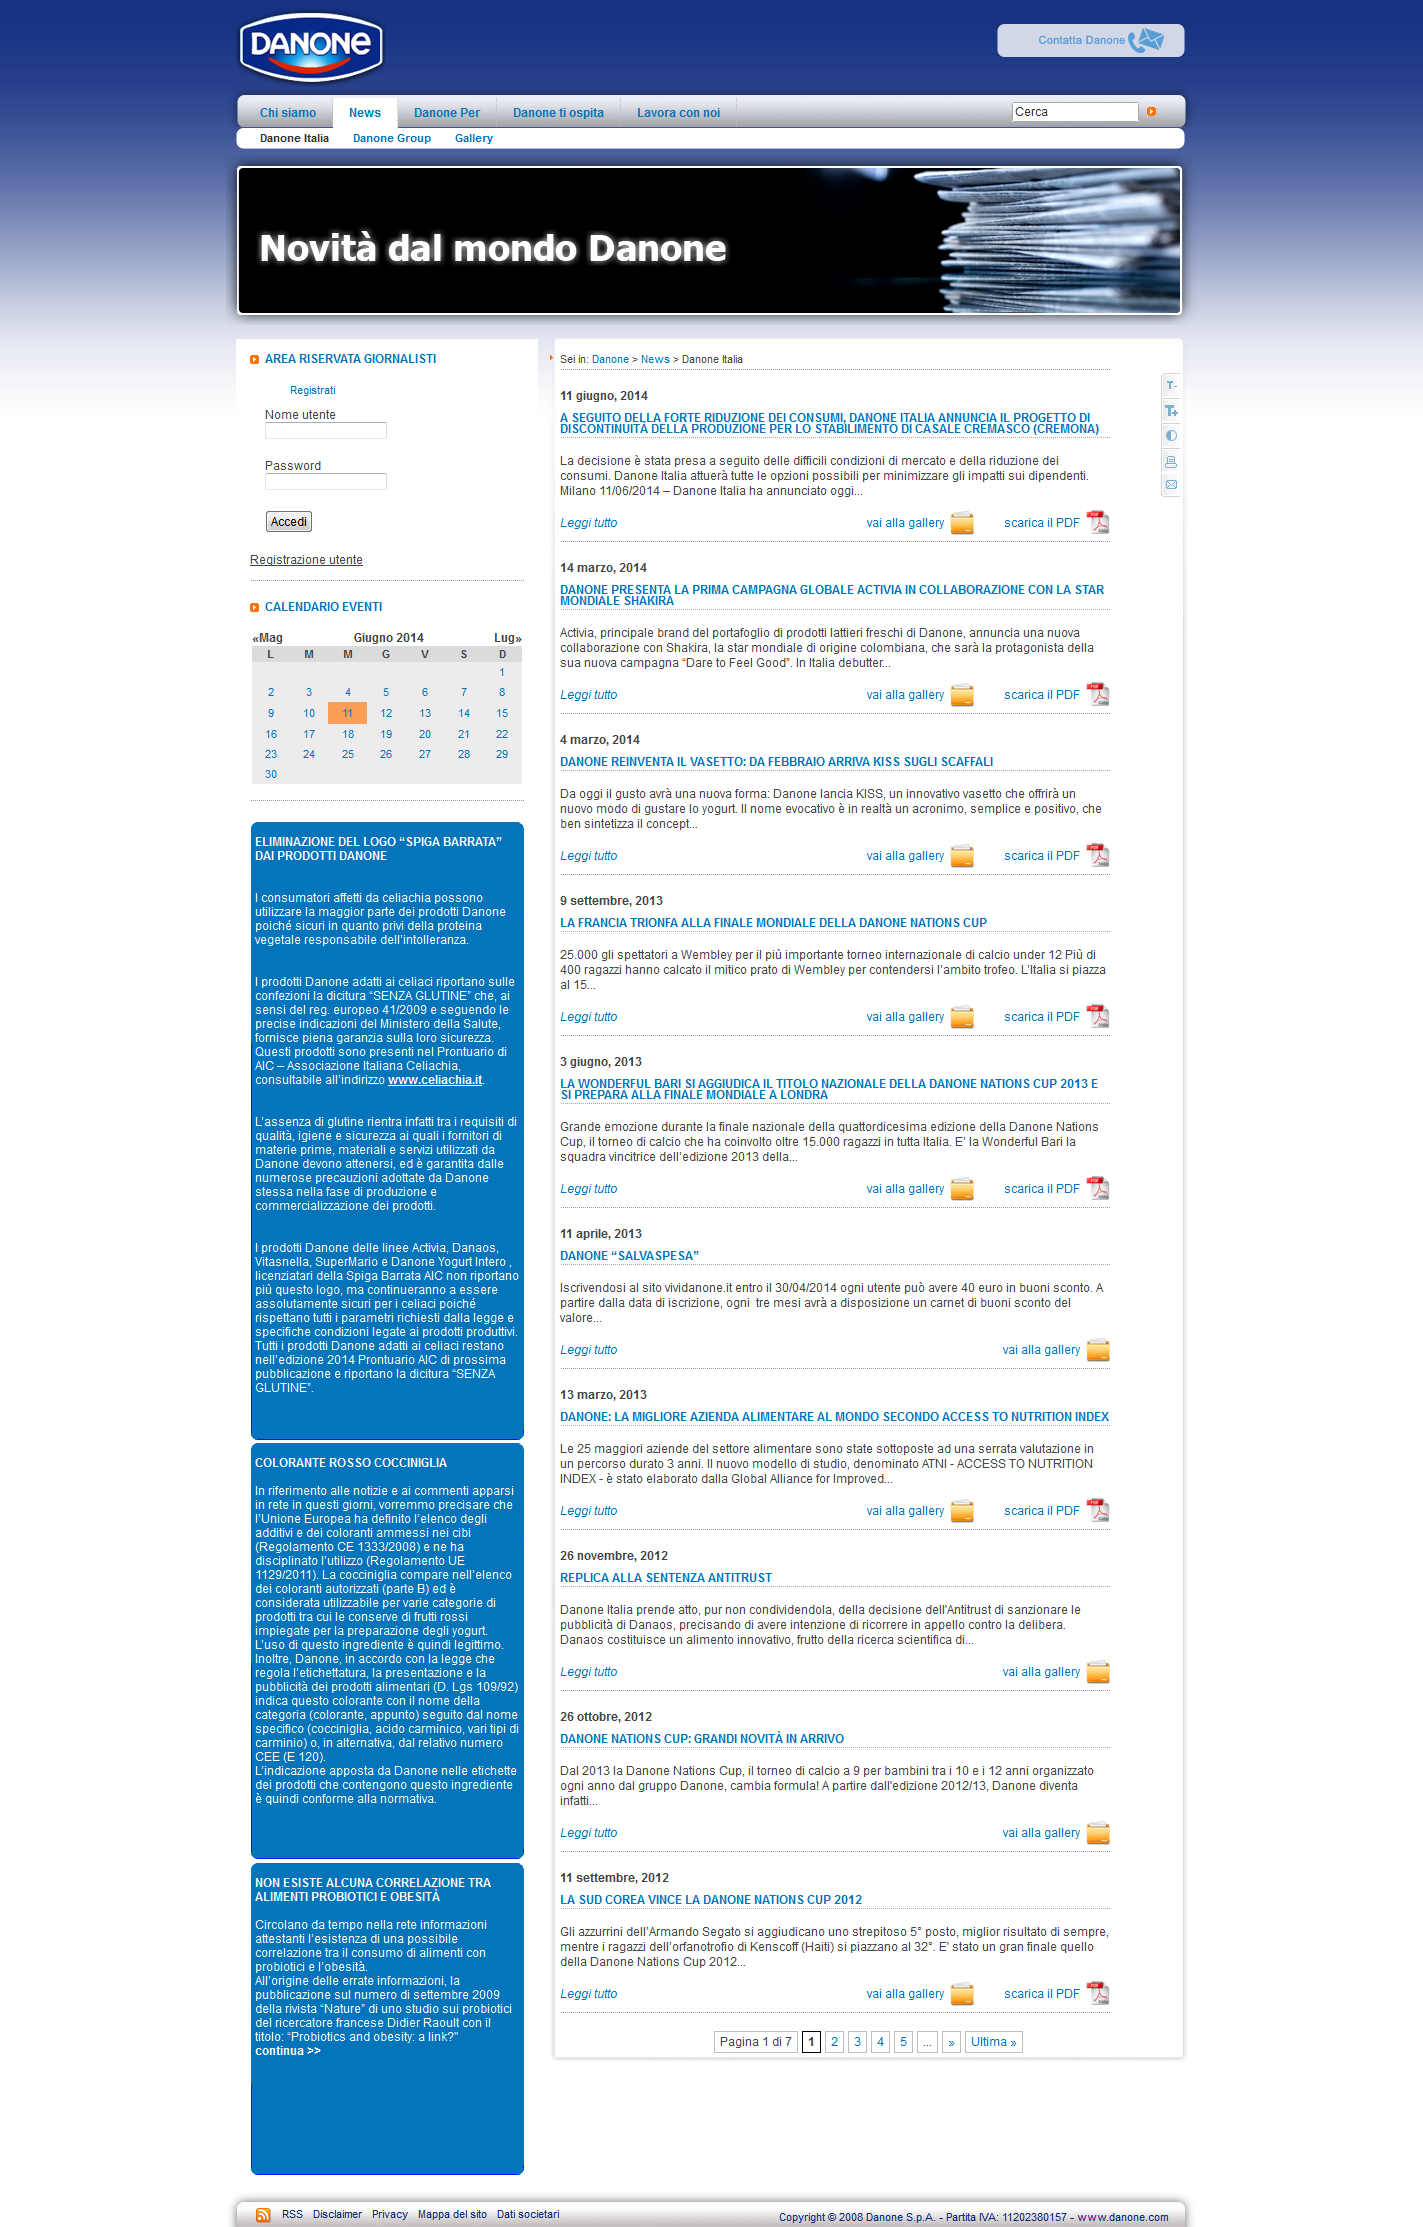 DANONE
Contatta Danone
Chi siamo
News
Danone Per
Danone ti ospita
Lavora con noi
Cerca
Danone Italia
Danone Group
Gallery
Novità dal mondo Danone
AREA RISERVATA GIORNALISTI
Registrati
Nome utente
Password
Accedi
Registrazione utente
CALENDARIO EVENTI
«Mag Giugno 2014 Lug»
L M M G V S D
1
2 3 4 5 6 7 8
9 10 11 12 13 14 15
16 17 18 19 20 21 22
23 24 25 26 27 28 29
30
ELIMINAZIONE DEL LOGO “SPIGA BARRATA”
DAI PRODOTTI DANONE
I consumatori affetti da celiachia possono
utilizzare la maggior parte dei prodotti Danone
poiché sicuri in quanto privi della proteina
vegetale responsabile dell’intolleranza.
I prodotti Danone adatti ai celiaci riportano sulle
confezioni la dicitura “SENZA GLUTINE” che, ai
sensi del reg. europeo 41/2009 e seguendo le
precise indicazioni del Ministero della Salute,
fornisce piena garanzia sulla loro sicurezza.
Questi prodotti sono presenti nel Prontuario di
AIC – Associazione Italiana Celiachia,
consultabile all’indirizzo www.celiachia.it.
L’assenza di glutine rientra infatti tra i requisiti di
qualità, igiene e sicurezza ai quali i fornitori di
materie prime, materiali e servizi utilizzati da
Danone devono attenersi, ed è garantita dalle
numerose precauzioni adottate da Danone
stessa nella fase di produzione e
commercializzazione dei prodotti.
I prodotti Danone delle linee Activia, Danaos,
Vitasnella, SuperMario e Danone Yogurt Intero ,
licenziatari della Spiga Barrata AIC non riportano
più questo logo, ma continueranno a essere
assolutamente sicuri per i celiaci poiché
rispettano tutti i parametri richiesti dalla legge e
specifiche condizioni legate ai prodotti produttivi.
Tutti i prodotti Danone adatti ai celiaci restano
nell’edizione 2014 Prontuario AIC di prossima
pubblicazione e riportano la dicitura “SENZA
GLUTINE”.
COLORANTE ROSSO COCCINIGLIA
In riferimento alle notizie e ai commenti apparsi
in rete in questi giorni, vorremmo precisare che
l’Unione Europea ha definito l’elenco degli
additivi e dei coloranti ammessi nei cibi
(Regolamento CE 1333/2008) e ne ha
disciplinato l’utilizzo (Regolamento UE
1129/2011). La cocciniglia compare nell’elenco
dei coloranti autorizzati (parte B) ed è
considerata utilizzabile per varie categorie di
prodotti tra cui le conserve di frutti rossi
impiegate per la preparazione degli yogurt.
L’uso di questo ingrediente è quindi legittimo.
Inoltre, Danone, in accordo con la legge che
regola l’etichettatura, la presentazione e la
pubblicità dei prodotti alimentari (D. Lgs 109/92)
indica questo colorante con il nome della
categoria (colorante, appunto) seguito dal nome
specifico (cocciniglia, acido carminico, vari tipi di
carminio) o, in alternativa, dal relativo numero
CEE (E 120).
L’indicazione apposta da Danone nelle etichette
dei prodotti che contengono questo ingrediente
è quindi conforme alla normativa.
NON ESISTE ALCUNA CORRELAZIONE TRA
ALIMENTI PROBIOTICI E OBESITÀ
Circolano da tempo nella rete informazioni
attestanti l’esistenza di una possibile
correlazione tra il consumo di alimenti con
probiotici e l’obesità.
All’origine delle errate informazioni, la
pubblicazione sul numero di settembre 2009
della rivista “Nature” di uno studio sui probiotici
del ricercatore francese Didier Raoult con il
titolo: “Probiotics and obesity: a link?”
continua >>
Sei in: Danone > News > Danone Italia
T-
T+
11 giugno, 2014
A SEGUITO DELLA FORTE RIDUZIONE DEI CONSUMI, DANONE ITALIA ANNUNCIA IL PROGETTO DI
DISCONTINUITÀ DELLA PRODUZIONE PER LO STABILIMENTO DI CASALE CREMASCO (CREMONA)
La decisione è stata presa a seguito delle difficili condizioni di mercato e della riduzione dei
consumi. Danone Italia attuerà tutte le opzioni possibili per minimizzare gli impatti sui dipendenti.
Milano 11/06/2014 – Danone Italia ha annunciato oggi...
Leggi tutto vai alla gallery scarica il PDF
14 marzo, 2014
DANONE PRESENTA LA PRIMA CAMPAGNA GLOBALE ACTIVIA IN COLLABORAZIONE CON LA STAR
MONDIALE SHAKIRA
Activia, principale brand del portafoglio di prodotti lattieri freschi di Danone, annuncia una nuova
collaborazione con Shakira, la star mondiale di origine colombiana, che sarà la protagonista della
sua nuova campagna “Dare to Feel Good”. In Italia debutter...
Leggi tutto vai alla gallery scarica il PDF
4 marzo, 2014
DANONE REINVENTA IL VASETTO: DA FEBBRAIO ARRIVA KISS SUGLI SCAFFALI
Da oggi il gusto avrà una nuova forma: Danone lancia KISS, un innovativo vasetto che offrirà un
nuovo modo di gustare lo yogurt. Il nome evocativo è in realtà un acronimo, semplice e positivo, che
ben sintetizza il concept...
Leggi tutto vai alla gallery scarica il PDF
9 settembre, 2013
LA FRANCIA TRIONFA ALLA FINALE MONDIALE DELLA DANONE NATIONS CUP
25.000 gli spettatori a Wembley per il più importante torneo internazionale di calcio under 12 Più di
400 ragazzi hanno calcato il mitico prato di Wembley per contendersi l’ambito trofeo. L’Italia si piazza
al 15...
Leggi tutto vai alla gallery scarica il PDF
3 giugno, 2013
LA WONDERFUL BARI SI AGGIUDICA IL TITOLO NAZIONALE DELLA DANONE NATIONS CUP 2013 E
SI PREPARA ALLA FINALE MONDIALE A LONDRA
Grande emozione durante la finale nazionale della quattordicesima edizione della Danone Nations
Cup, il torneo di calcio che ha coinvolto oltre 15.000 ragazzi in tutta Italia. E’ la Wonderful Bari la
squadra vincitrice dell’edizione 2013 della...
Leggi tutto vai alla gallery scarica il PDF
11 aprile, 2013
DANONE “SALVASPESA”
Iscrivendosi al sito vividanone.it entro il 30/04/2014 ogni utente può avere 40 euro in buoni sconto. A
partire dalla data di iscrizione, ogni tre mesi avrà a disposizione un carnet di buoni sconto del
valore...
Leggi tutto vai alla gallery
13 marzo, 2013
DANONE: LA MIGLIORE AZIENDA ALIMENTARE AL MONDO SECONDO ACCESS TO NUTRITION INDEX
Le 25 maggiori aziende del settore alimentare sono state sottoposte ad una serrata valutazione in
un percorso durato 3 anni. Il nuovo modello di studio, denominato ATNI - ACCESS TO NUTRITION
INDEX - è stato elaborato dalla Global Alliance for Improved...
Leggi tutto vai alla gallery scarica il PDF
26 novembre, 2012
REPLICA ALLA SENTENZA ANTITRUST
Danone Italia prende atto, pur non condividendola, della decisione dell'Antitrust di sanzionare le
pubblicità di Danaos, precisando di avere intenzione di ricorrere in appello contro la delibera.
Danaos costituisce un alimento innovativo, frutto della ricerca scientifica di...
Leggi tutto vai alla gallery
26 ottobre, 2012
DANONE NATIONS CUP: GRANDI NOVITÀ IN ARRIVO
Dal 2013 la Danone Nations Cup, il torneo di calcio a 9 per bambini tra i 10 e i 12 anni organizzato
ogni anno dal gruppo Danone, cambia formula! A partire dall'edizione 2012/13, Danone diventa
infatti...
Leggi tutto vai alla gallery
11 settembre, 2012
LA SUD COREA VINCE LA DANONE NATIONS CUP 2012
Gli azzurrini dell’Armando Segato si aggiudicano uno strepitoso 5° posto, miglior risultato di sempre,
mentre i ragazzi dell’orfanotrofio di Kenscoff (Haiti) si piazzano al 32°. E' stato un gran finale quello
della Danone Nations Cup 2012...
Leggi tutto vai alla gallery scarica il PDF
Pagina 1 di 7 1 2 3 4 5 ... » Ultima »
RSS Disclaimer Privacy Mappa del sito Dati societari
Copyright © 2008 Danone S.p.A. - Partita IVA: 11202380157 - www.danone.com